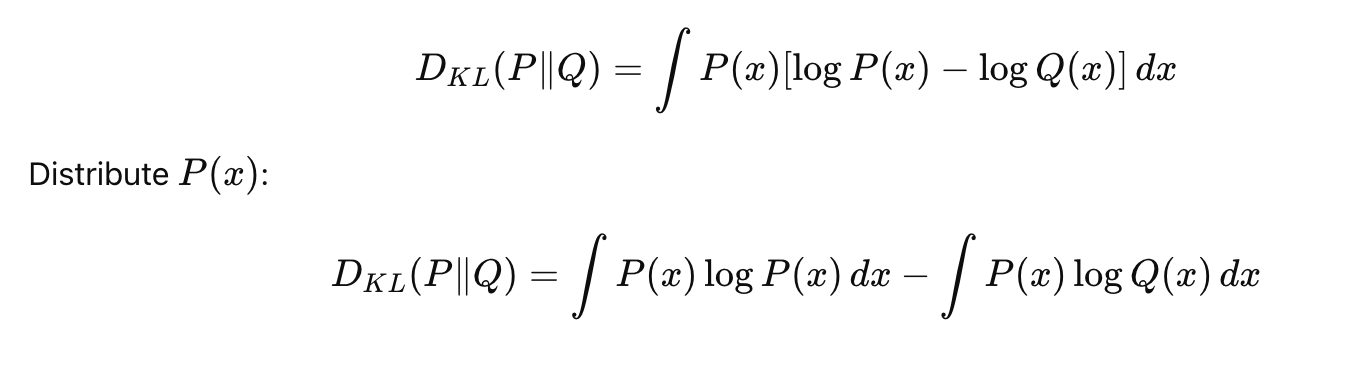 D_{KL}(P‖Q) = ∫ P(x)[log P(x) − log Q(x)] dx
Distribute P(x):
D_{KL}(P‖Q) = ∫ P(x) log P(x) dx − ∫ P(x) log Q(x) dx